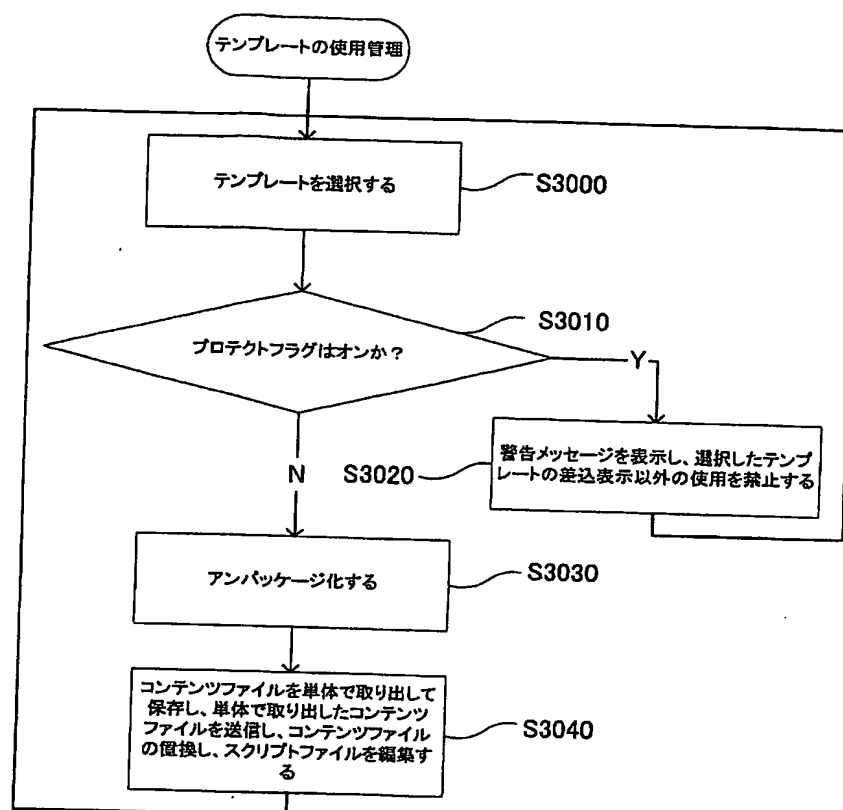 テンプレートの使用管理
テンプレートを選択する
S3000
プロテクトフラグはオンか？
S3010
Y
N
S3020
警告メッセージを表示し、選択したテンプ
レートの差込表示以外の使用を禁止する
アンパッケージ化する
S3030
コンテンツファイルを単体で取り出して
保存し、単体で取り出したコンテンツ
ファイルを送信し、コンテンツファイル
の置換し、スクリプトファイルを編集す
る
S3040